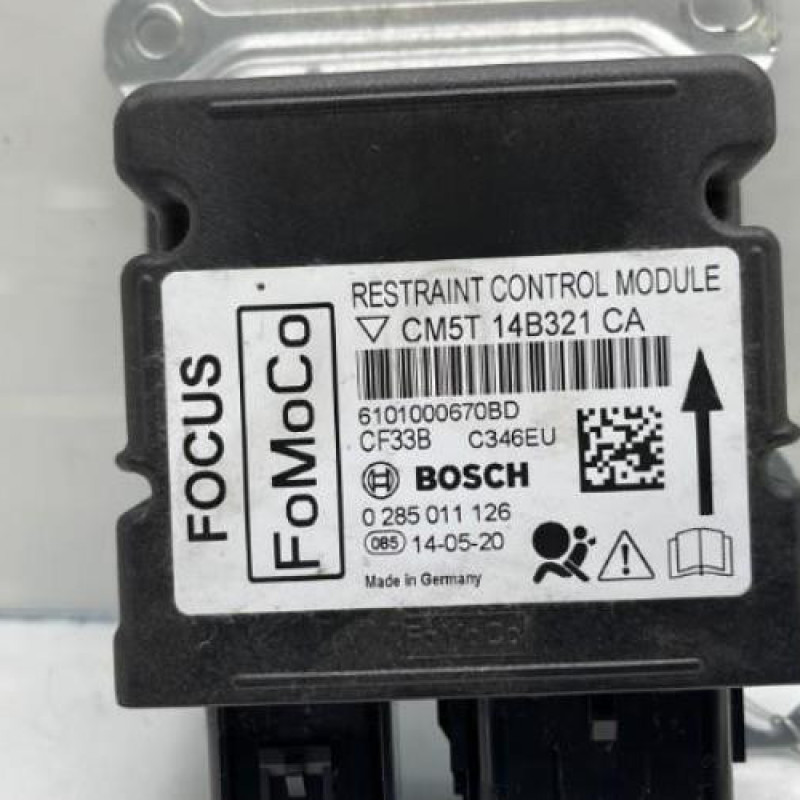 RESTRAINT CONTROL MODULE
CM5T 14B321 CA
6101000670BD
CF33B C346EU
BOSCH
0 285 011 126
085 14-05-20
Made in Germany
FOCUS
FoMoCo
FoMoCo